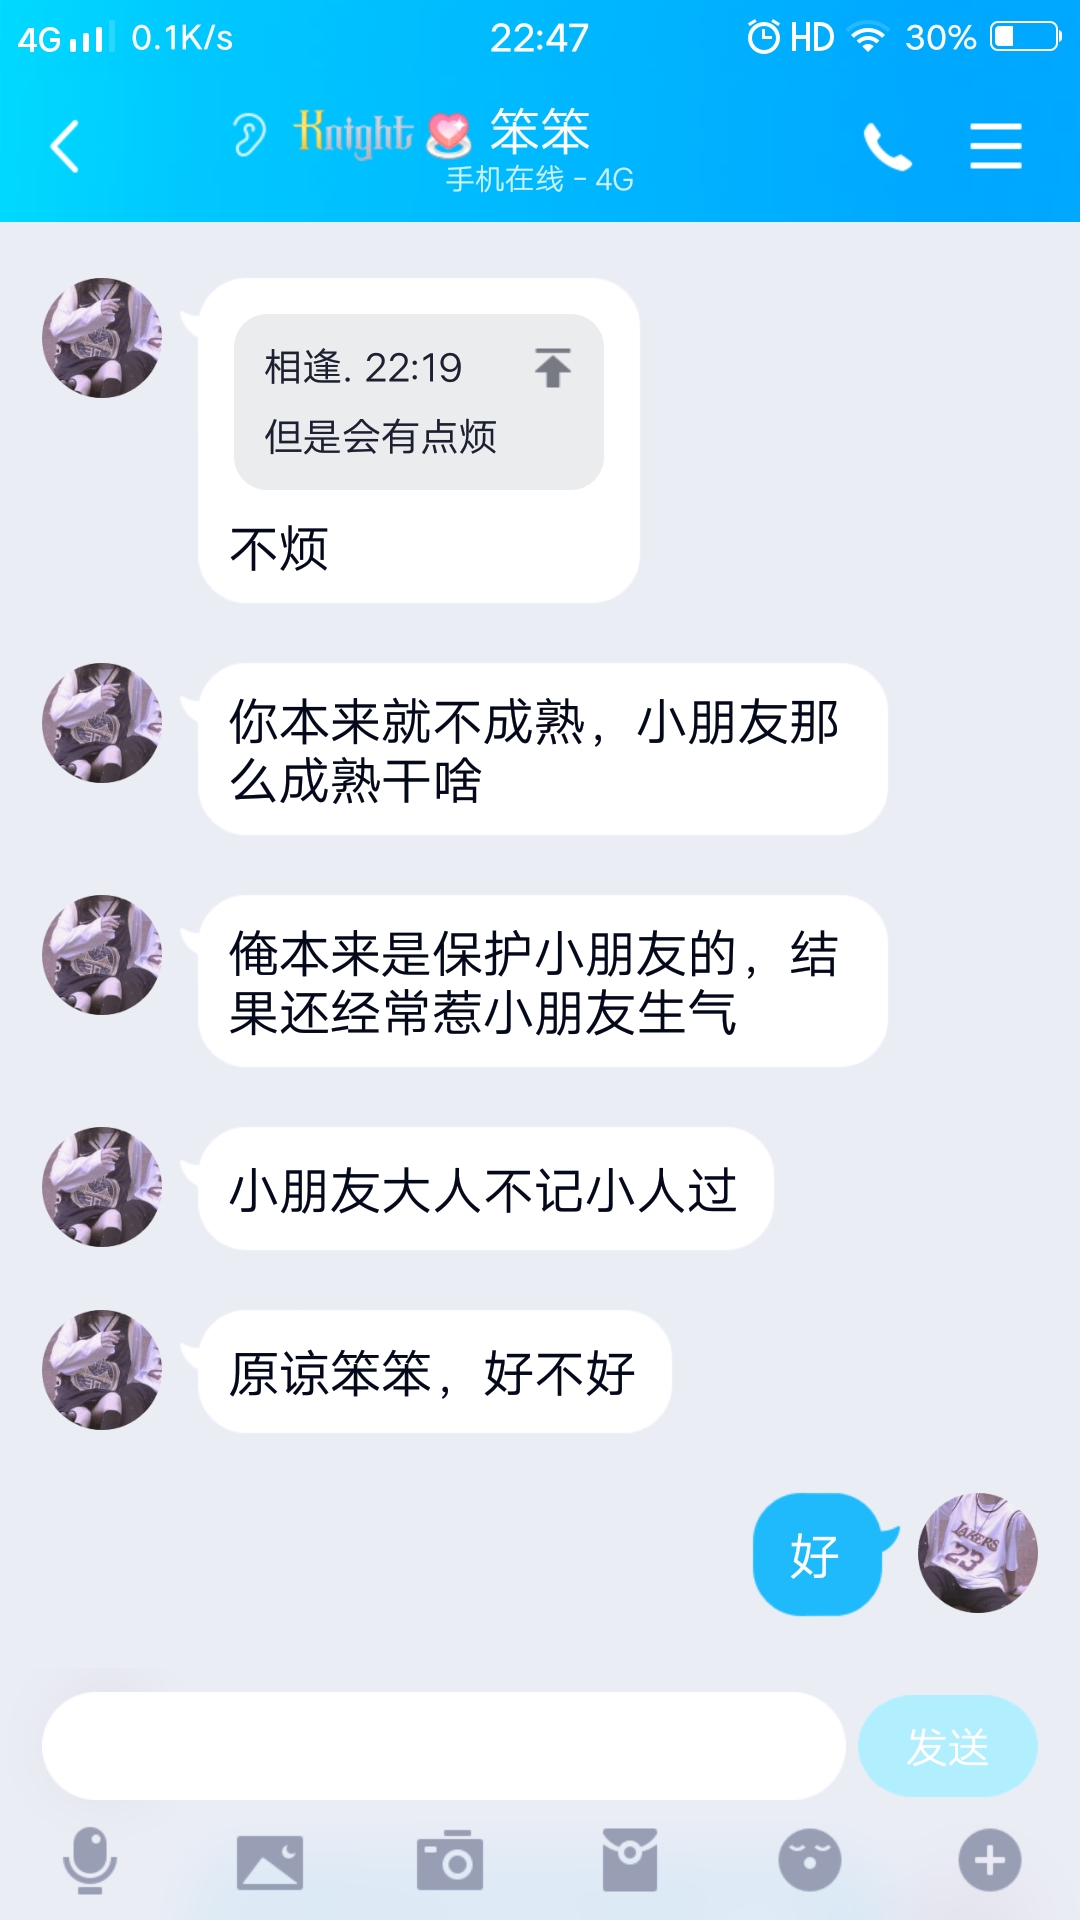 4G 0.1K/s 22:47 HD 30%
Knight 笨笨
手机在线 - 4G
相逢. 22:19
但是会有点烦
不烦
你本来就不成熟，小朋友那
么成熟干啥
俺本来是保护小朋友的，结
果还经常惹小朋友生气
小朋友大人不记小人过
原谅笨笨，好不好
好
LAKERS
23
发送